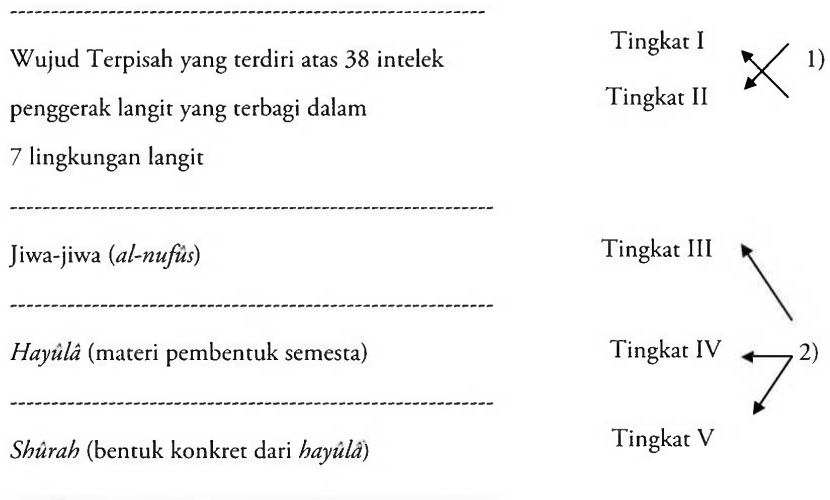 Wujud Terpisah yang terdiri atas 38 intelek
Tingkat I
1)
penggerak langit yang terbagi dalam
Tingkat II
7 lingkungan langit
Jiwa-jiwa (al-nufûs)
Tingkat III
Hayûlâ (materi pembentuk semesta)
Tingkat IV
2)
Shûrah (bentuk konkret dari hayûlâ)
Tingkat V